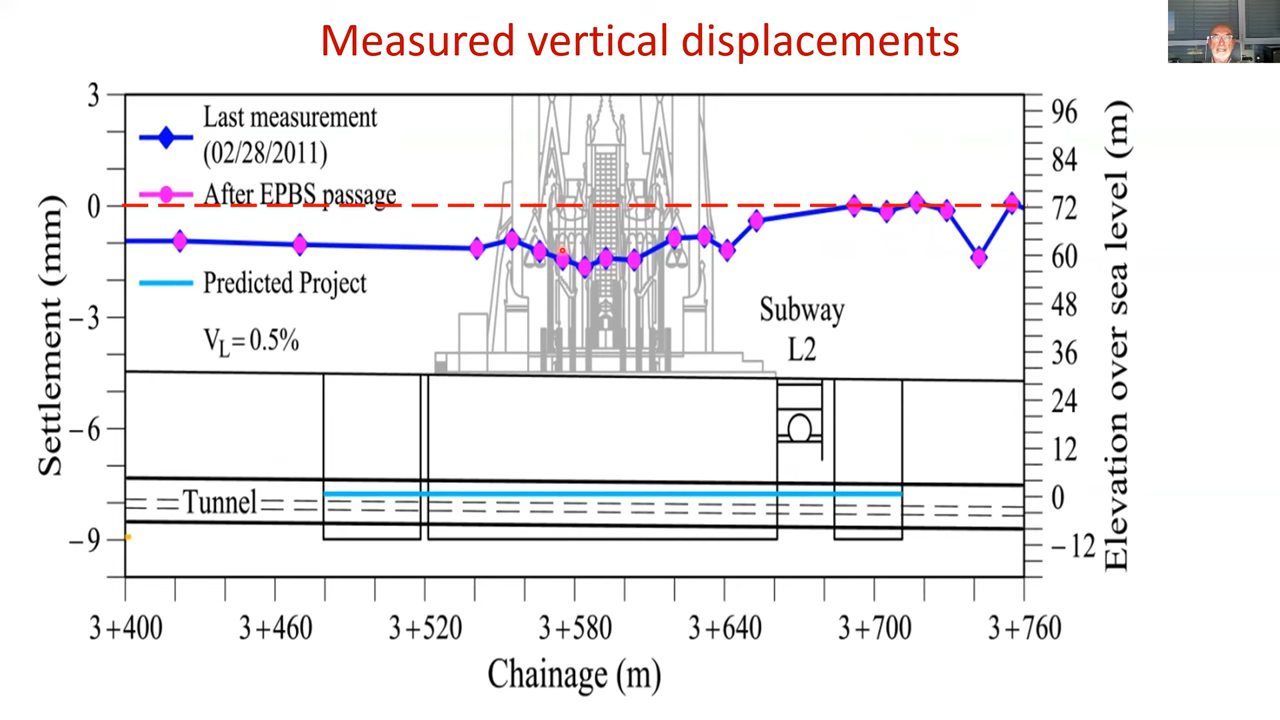 Measured vertical displacements
Last measurement
(02/28/2011)
After EPBS passage
Predicted Project
VL = 0.5%
Subway
L2
Tunnel
Settlement (mm)
3
0
−3
−6
−9
Elevation over sea level (m)
96
84
72
60
48
36
24
12
0
−12
3+400 3+460 3+520 3+580 3+640 3+700 3+760
Chainage (m)